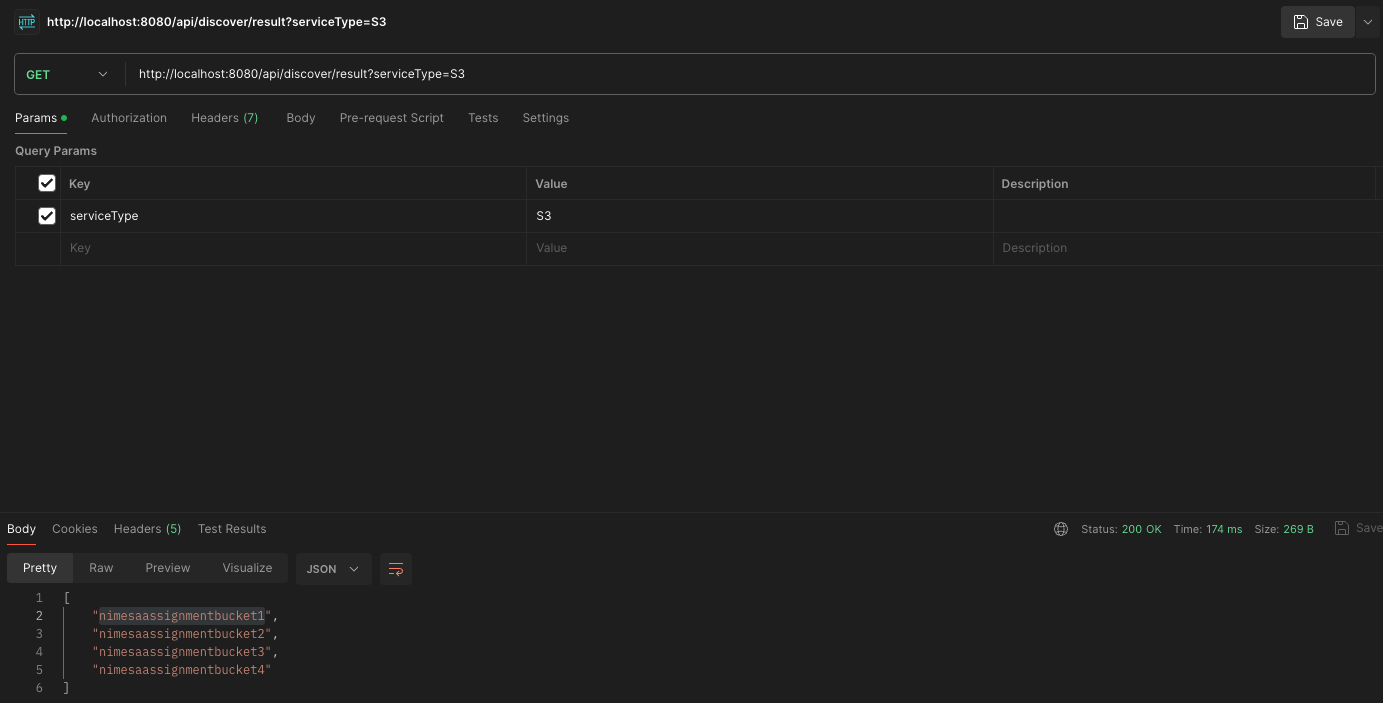 HTTP http://localhost:8080/api/discover/result?serviceType=S3 Save
GET http://localhost:8080/api/discover/result?serviceType=S3
Params Authorization Headers (7) Body Pre-request Script Tests Settings
Query Params
Key Value Description
serviceType S3
Key Value Description
Body Cookies Headers (5) Test Results Status: 200 OK Time: 174 ms Size: 269 B Save
Pretty Raw Preview Visualize JSON
1 [
2 "nimesaassignmentbucket1",
3 "nimesaassignmentbucket2",
4 "nimesaassignmentbucket3",
5 "nimesaassignmentbucket4"
6 ]